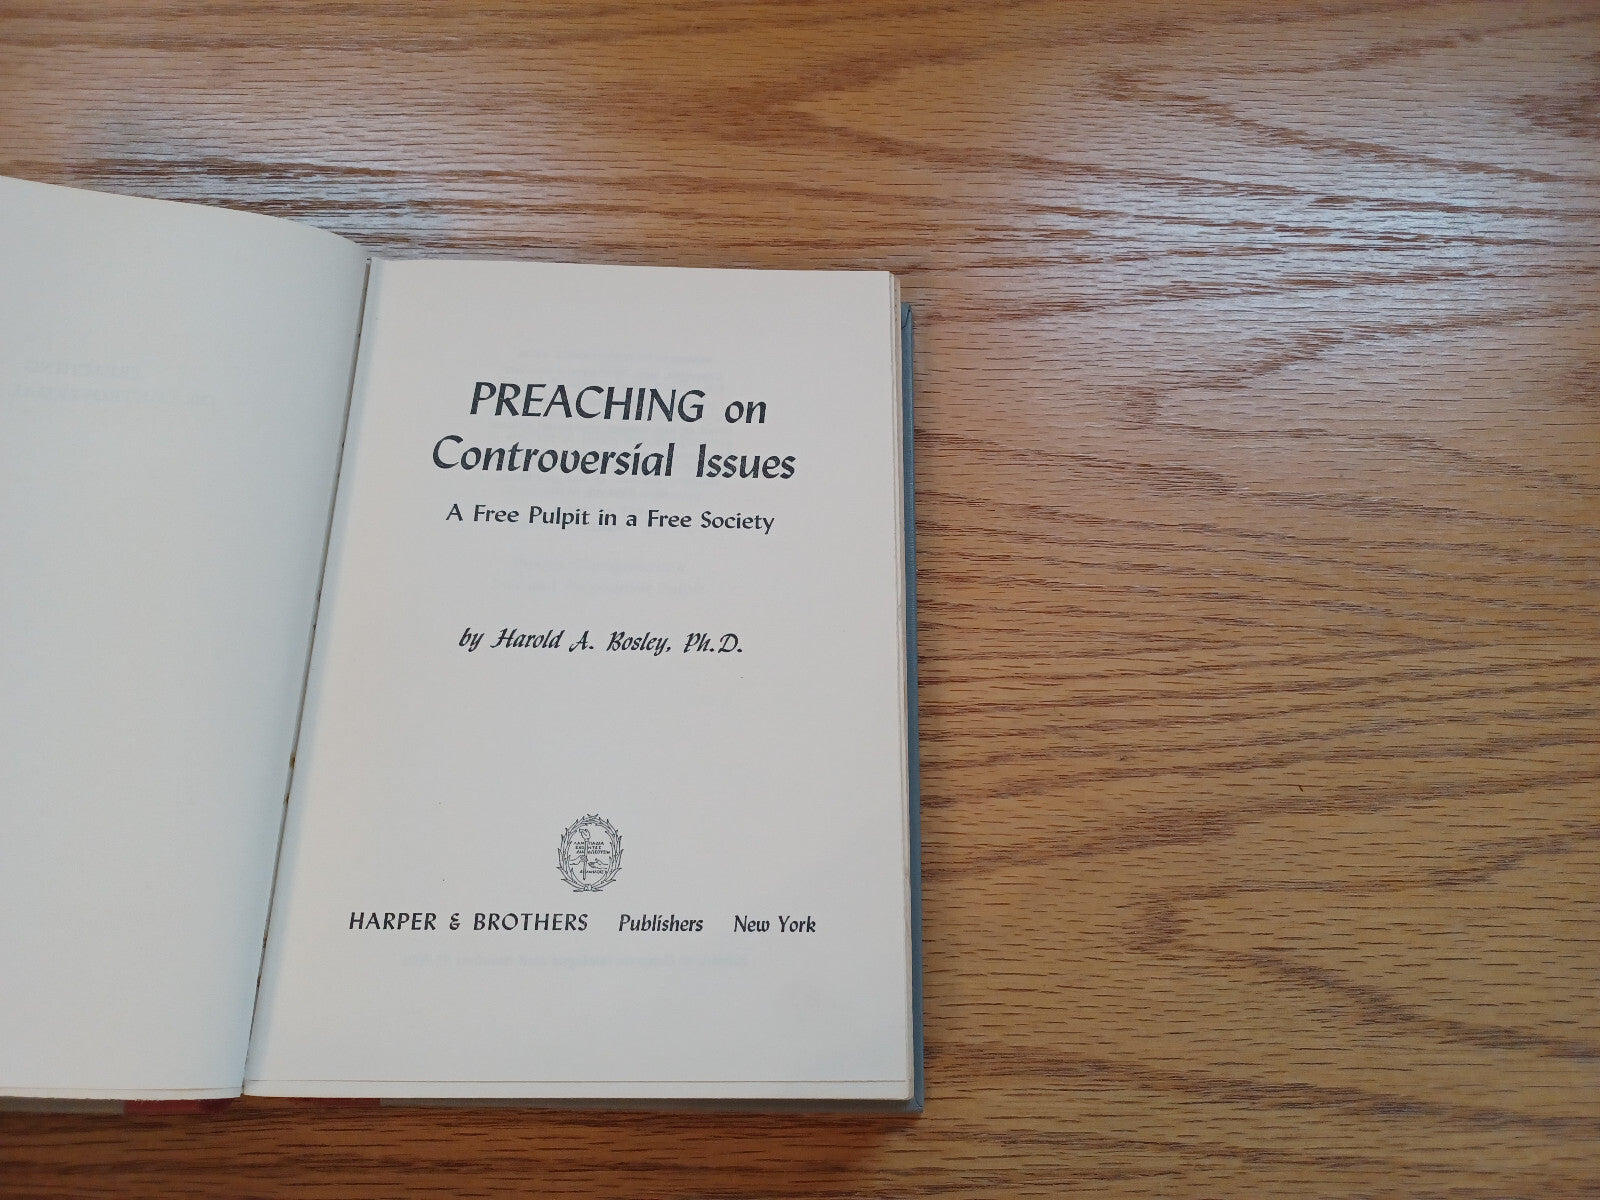 PREACHING on
Controversial Issues
A Free Pulpit in a Free Society
by Harold A. Bosley, Ph.D.
HARPER & BROTHERS Publishers New York